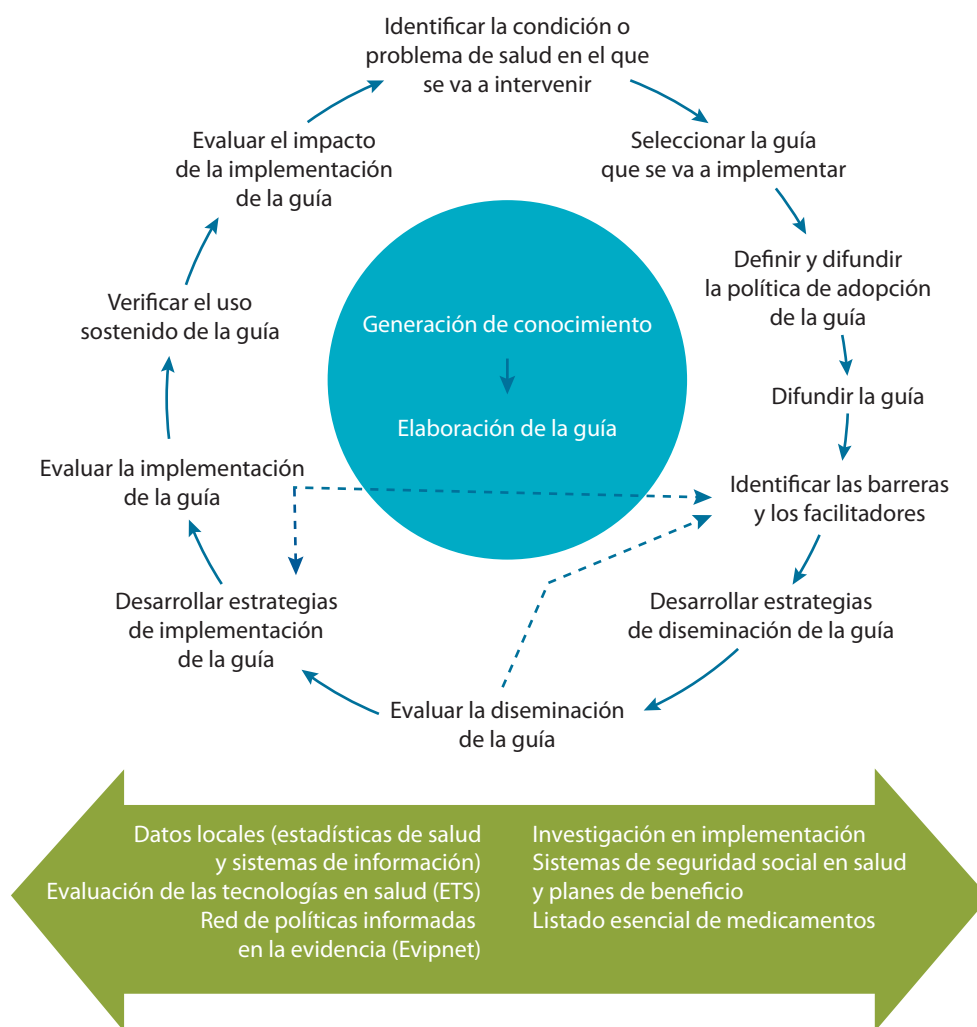 Identificar la condición o
problema de salud en el que
se va a intervenir
Seleccionar la guía
que se va a implementar
Definir y difundir
la política de adopción
de la guía
Difundir la guía
Identificar las barreras
y los facilitadores
Desarrollar estrategias
de diseminación de la guía
Evaluar la diseminación
de la guía
Desarrollar estrategias
de implementación
de la guía
Evaluar la implementación
de la guía
Verificar el uso
sostenido de la guía
Evaluar el impacto
de la implementación
de la guía
Generación de conocimiento
Elaboración de la guía
Datos locales (estadísticas de salud
y sistemas de información)
Evaluación de las tecnologías en salud (ETS)
Red de políticas informadas
en la evidencia (Evipnet)
Investigación en implementación
Sistemas de seguridad social en salud
y planes de beneficio
Listado esencial de medicamentos